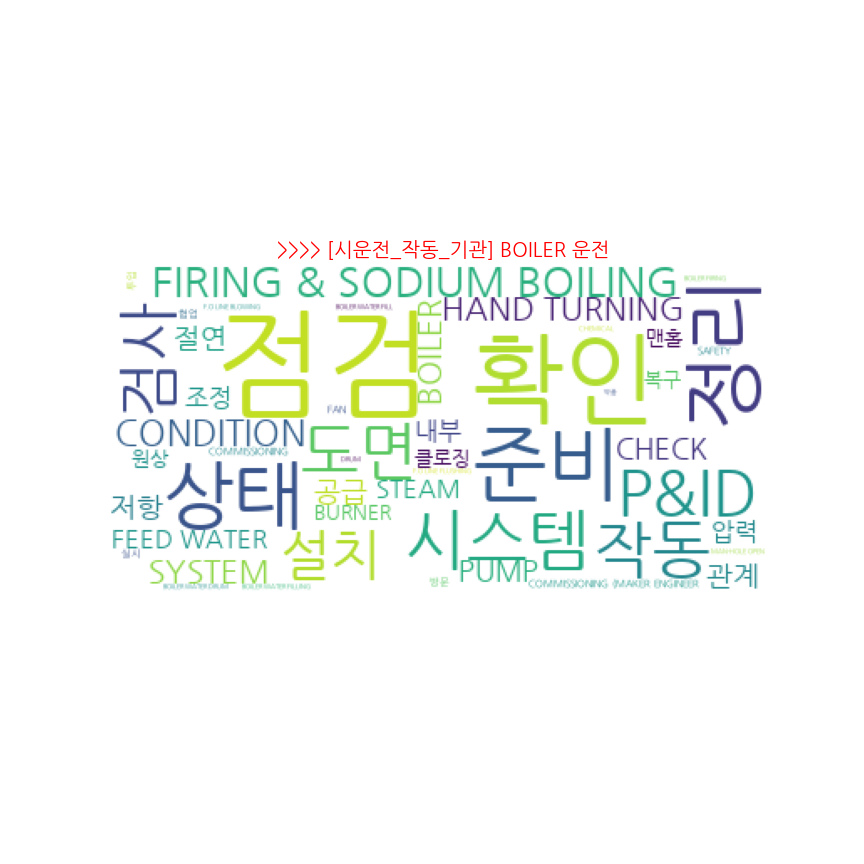 >>>> [시운전_작동_기관] BOILER 운전
투입
FIRING & SODIUM BOILING
BOILER FIRING
F.O LINE BLOWING
BOILER WATER FILL
협업
검사
절연
점검
BOILER
HAND TURNING
CHEMICAL
맨홀
SAFETY
정리
확인
복구
조정
FAN
CONDITION
COMMISSIONING
도면
내부
준비
CHECK
원상
DRUM
클로징
상태
공급
STEAM
P&ID
저항
BURNER
시스템
작동
압력
FEED WATER
설치
실시
MAN HOLE OPEN
SYSTEM
PUMP
관계
방문
BOILER WATER DRUM
BOILER WATER FILLING
COMMISSIONING (MAKER ENGINEER